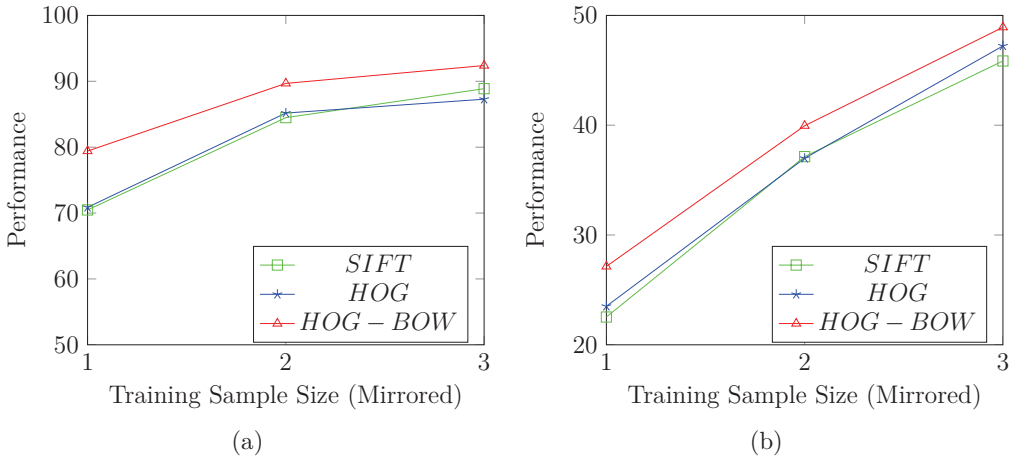 100
90
80
70
60
50
1
2
3
Performance
Training Sample Size (Mirrored)
SIFT
HOG
HOG − BOW
(a)
50
40
30
20
1
2
3
Performance
Training Sample Size (Mirrored)
SIFT
HOG
HOG − BOW
(b)